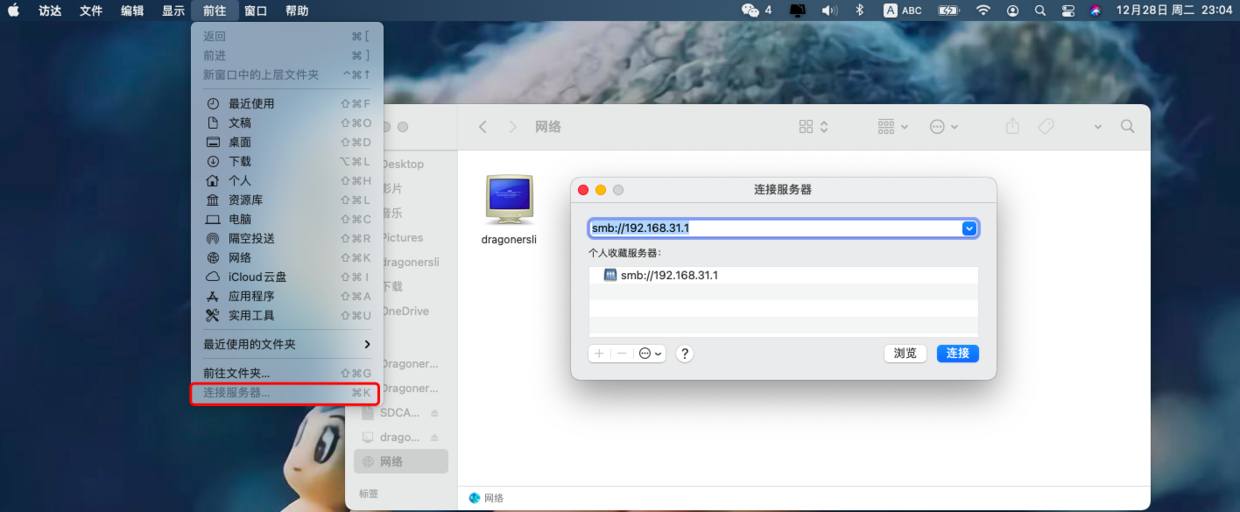 访达 文件 编辑 显示 前往 窗口 帮助 4 A ABC 12月28日 周二 23:04
返回 ⌘[
前进 ⌘]
新窗口中的上层文件夹 ^⌘↑
最近使用 ⇧⌘F
文稿 ⇧⌘O
桌面 ⇧⌘D
下载 ⌥⌘L
个人 ⇧⌘H
资源库 ⇧⌘L
电脑 ⇧⌘C
隔空投送 ⇧⌘R
网络 ⇧⌘K
iCloud云盘 ⇧⌘I
应用程序 ⇧⌘A
实用工具 ⇧⌘U
最近使用的文件夹
前往文件夹... ⇧⌘G
连接服务器... ⌘K
Desktop
影片
音乐
Pictures
dragonersli
下载
OneDrive
Dragoner...
Dragoner...
SDCA...
drago...
网络
标签
网络
dragonersli
连接服务器
smb://192.168.31.1
个人收藏服务器:
smb://192.168.31.1
?
浏览
连接
网络